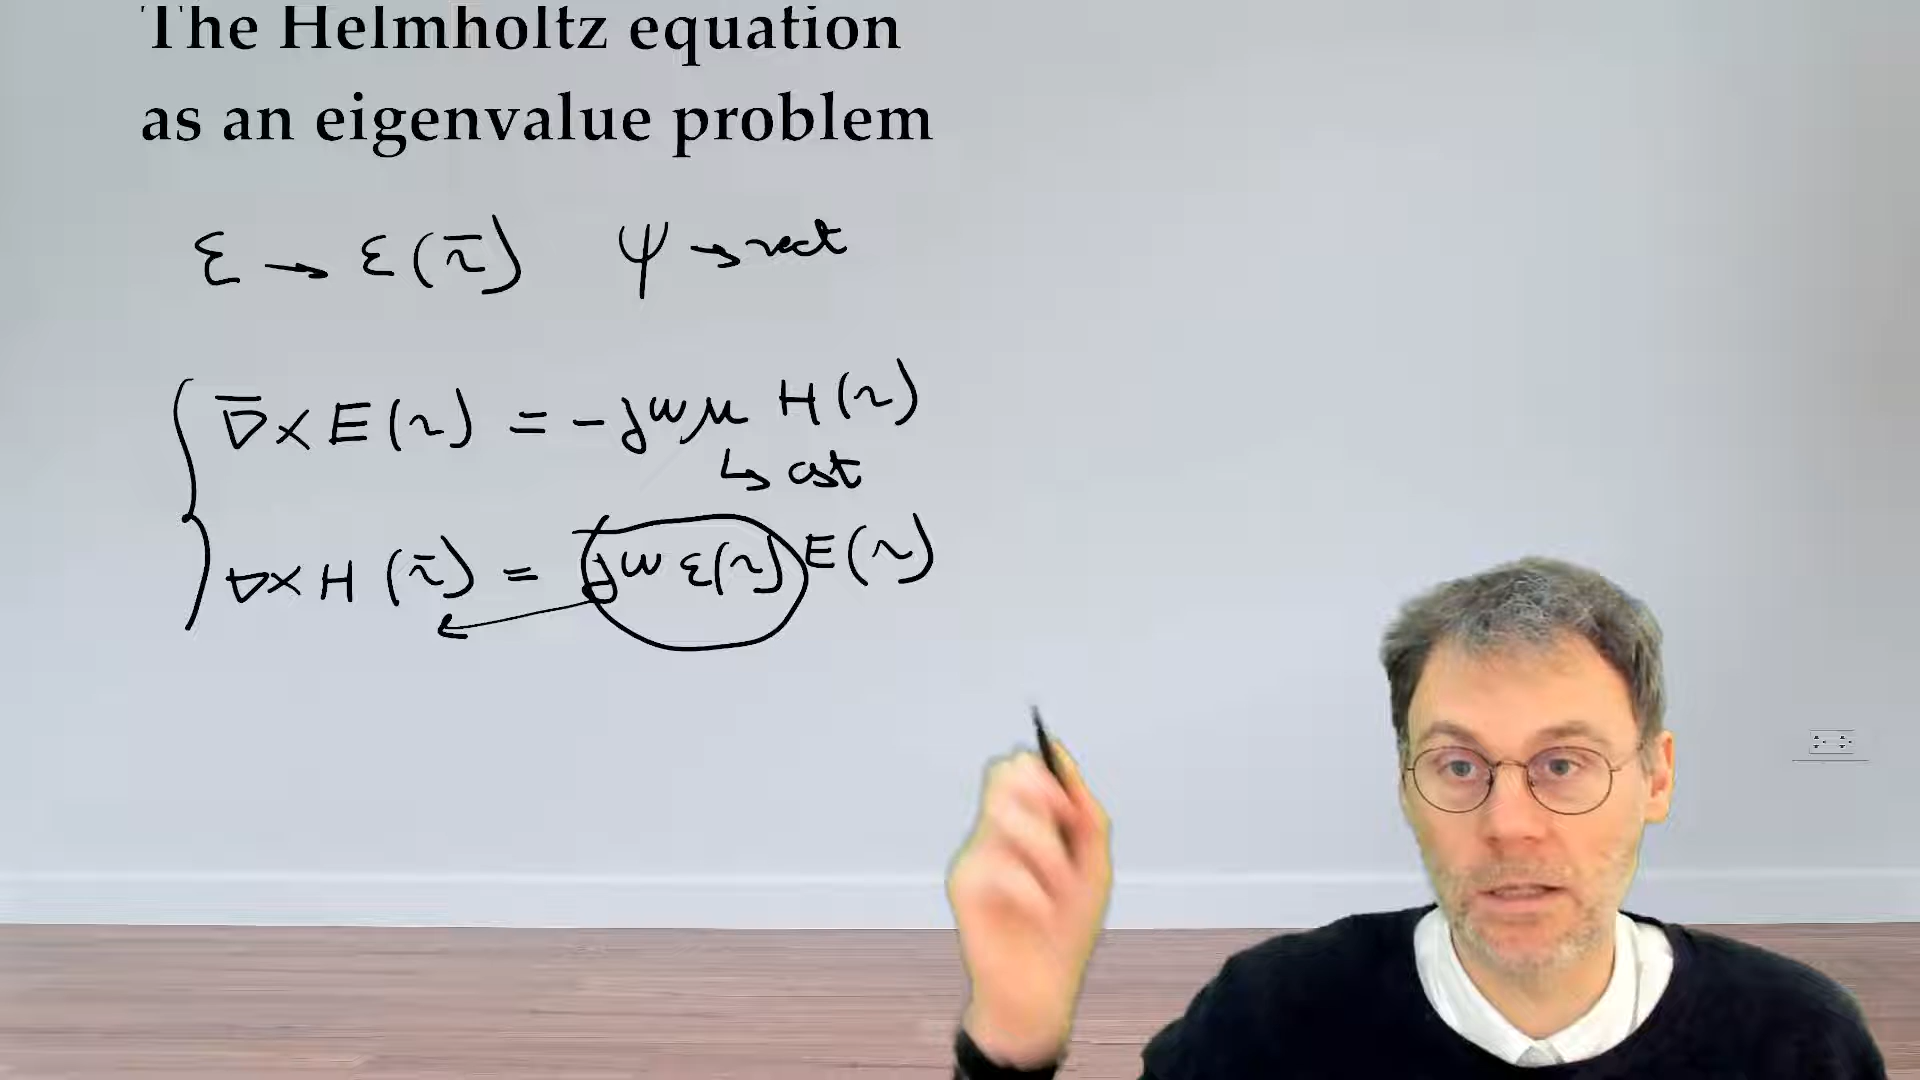 The Helmholtz equation
as an eigenvalue problem
ε → ε(r̄) ψ → vect
∇̄×E(r) = -jωμ H(r)
↳ cst
∇×H(r̄) = jωε(r) E(r)